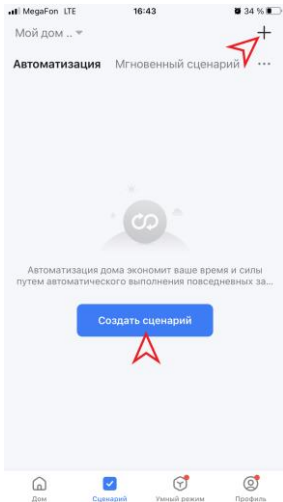 MegaFon LTE 16:43 34 %
Мой дом ..
Автоматизация Мгновенный сценарий ...
Автоматизация дома экономит ваше время и силы
путем автоматического выполнения повседневных за...
Создать сценарий
Дом Сценарий Умный режим Профиль